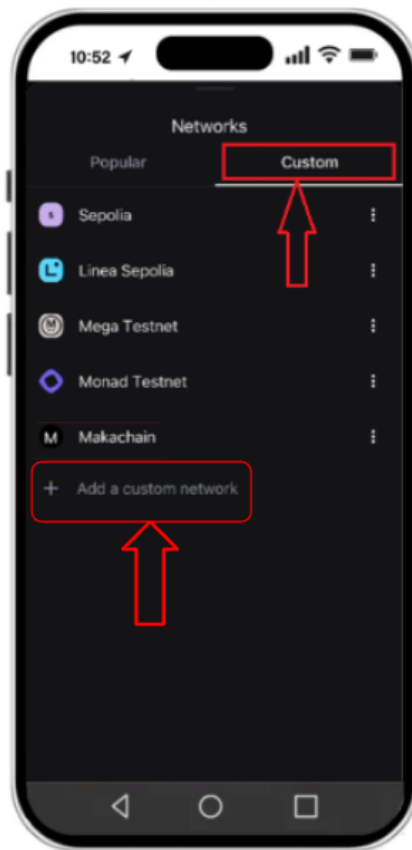 10:52
Networks
Popular Custom
S Sepolia
L Linea Sepolia
M Mega Testnet
Monad Testnet
M Makachain
+ Add a custom network